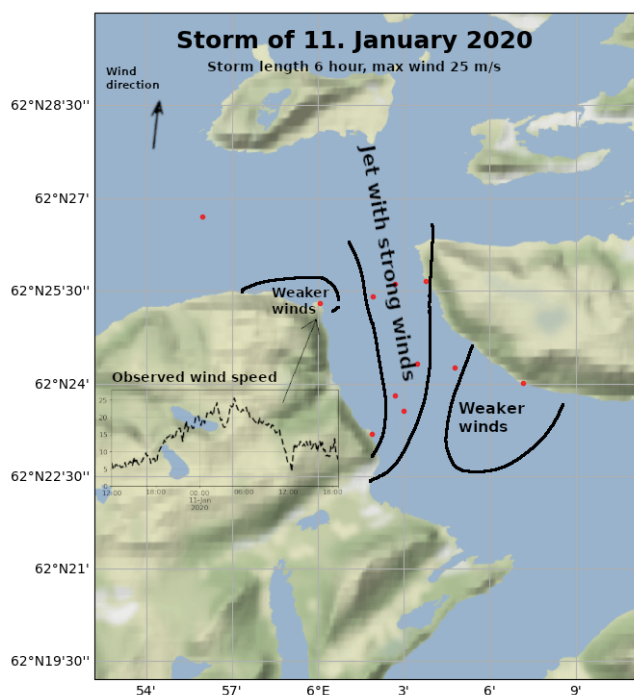 Storm of 11. January 2020
Storm length 6 hour, max wind 25 m/s
Wind
direction
62°N28'30''
62°N27'
62°N25'30''
62°N24'
62°N22'30''
62°N21'
62°N19'30''
Jet with strong winds
Weaker
winds
Weaker
winds
Observed wind speed
25
20
15
10
5
0
12:00
18:00
00:00
11-Jan
2020
06:00
12:00
18:00
54'
57'
6°E
3'
6'
9'